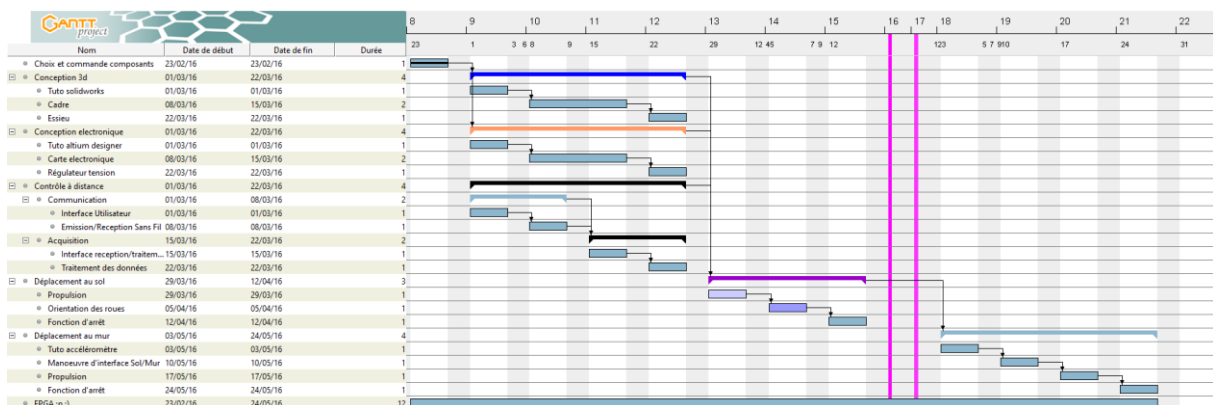 GANTT project
8 9 10 11 12 13 14 15 16 17 18 19 20 21 22
Nom Date de début Date de fin Durée
23 1 3 6 8 9 15 22 29 12 45 7 9 12 123 5 7 910 17 24 31
Choix et commande composants 23/02/16 23/02/16 1
Conception 3d 01/03/16 22/03/16 4
Tuto solidworks 01/03/16 01/03/16 1
Cadre 08/03/16 15/03/16 2
Essieu 22/03/16 22/03/16 1
Conception electronique 01/03/16 22/03/16 4
Tuto altium designer 01/03/16 01/03/16 1
Carte electronique 08/03/16 15/03/16 2
Régulateur tension 22/03/16 22/03/16 1
Contrôle à distance 01/03/16 22/03/16 4
Communication 01/03/16 08/03/16 2
Interface Utilisateur 01/03/16 01/03/16 1
Emission/Reception Sans Fil 08/03/16 08/03/16 1
Acquisition 15/03/16 22/03/16 2
Interface reception/traitem... 15/03/16 15/03/16 1
Traitement des données 22/03/16 22/03/16 1
Déplacement au sol 29/03/16 12/04/16 3
Propulsion 29/03/16 29/03/16 1
Orientation des roues 05/04/16 05/04/16 1
Fonction d'arrêt 12/04/16 12/04/16 1
Déplacement au mur 03/05/16 24/05/16 4
Tuto accéléromètre 03/05/16 03/05/16 1
Manoeuvre d'interface Sol/Mur 10/05/16 10/05/16 1
Propulsion 17/05/16 17/05/16 1
Fonction d'arrêt 24/05/16 24/05/16 1
FPGA 23/02/16 24/05/16 12